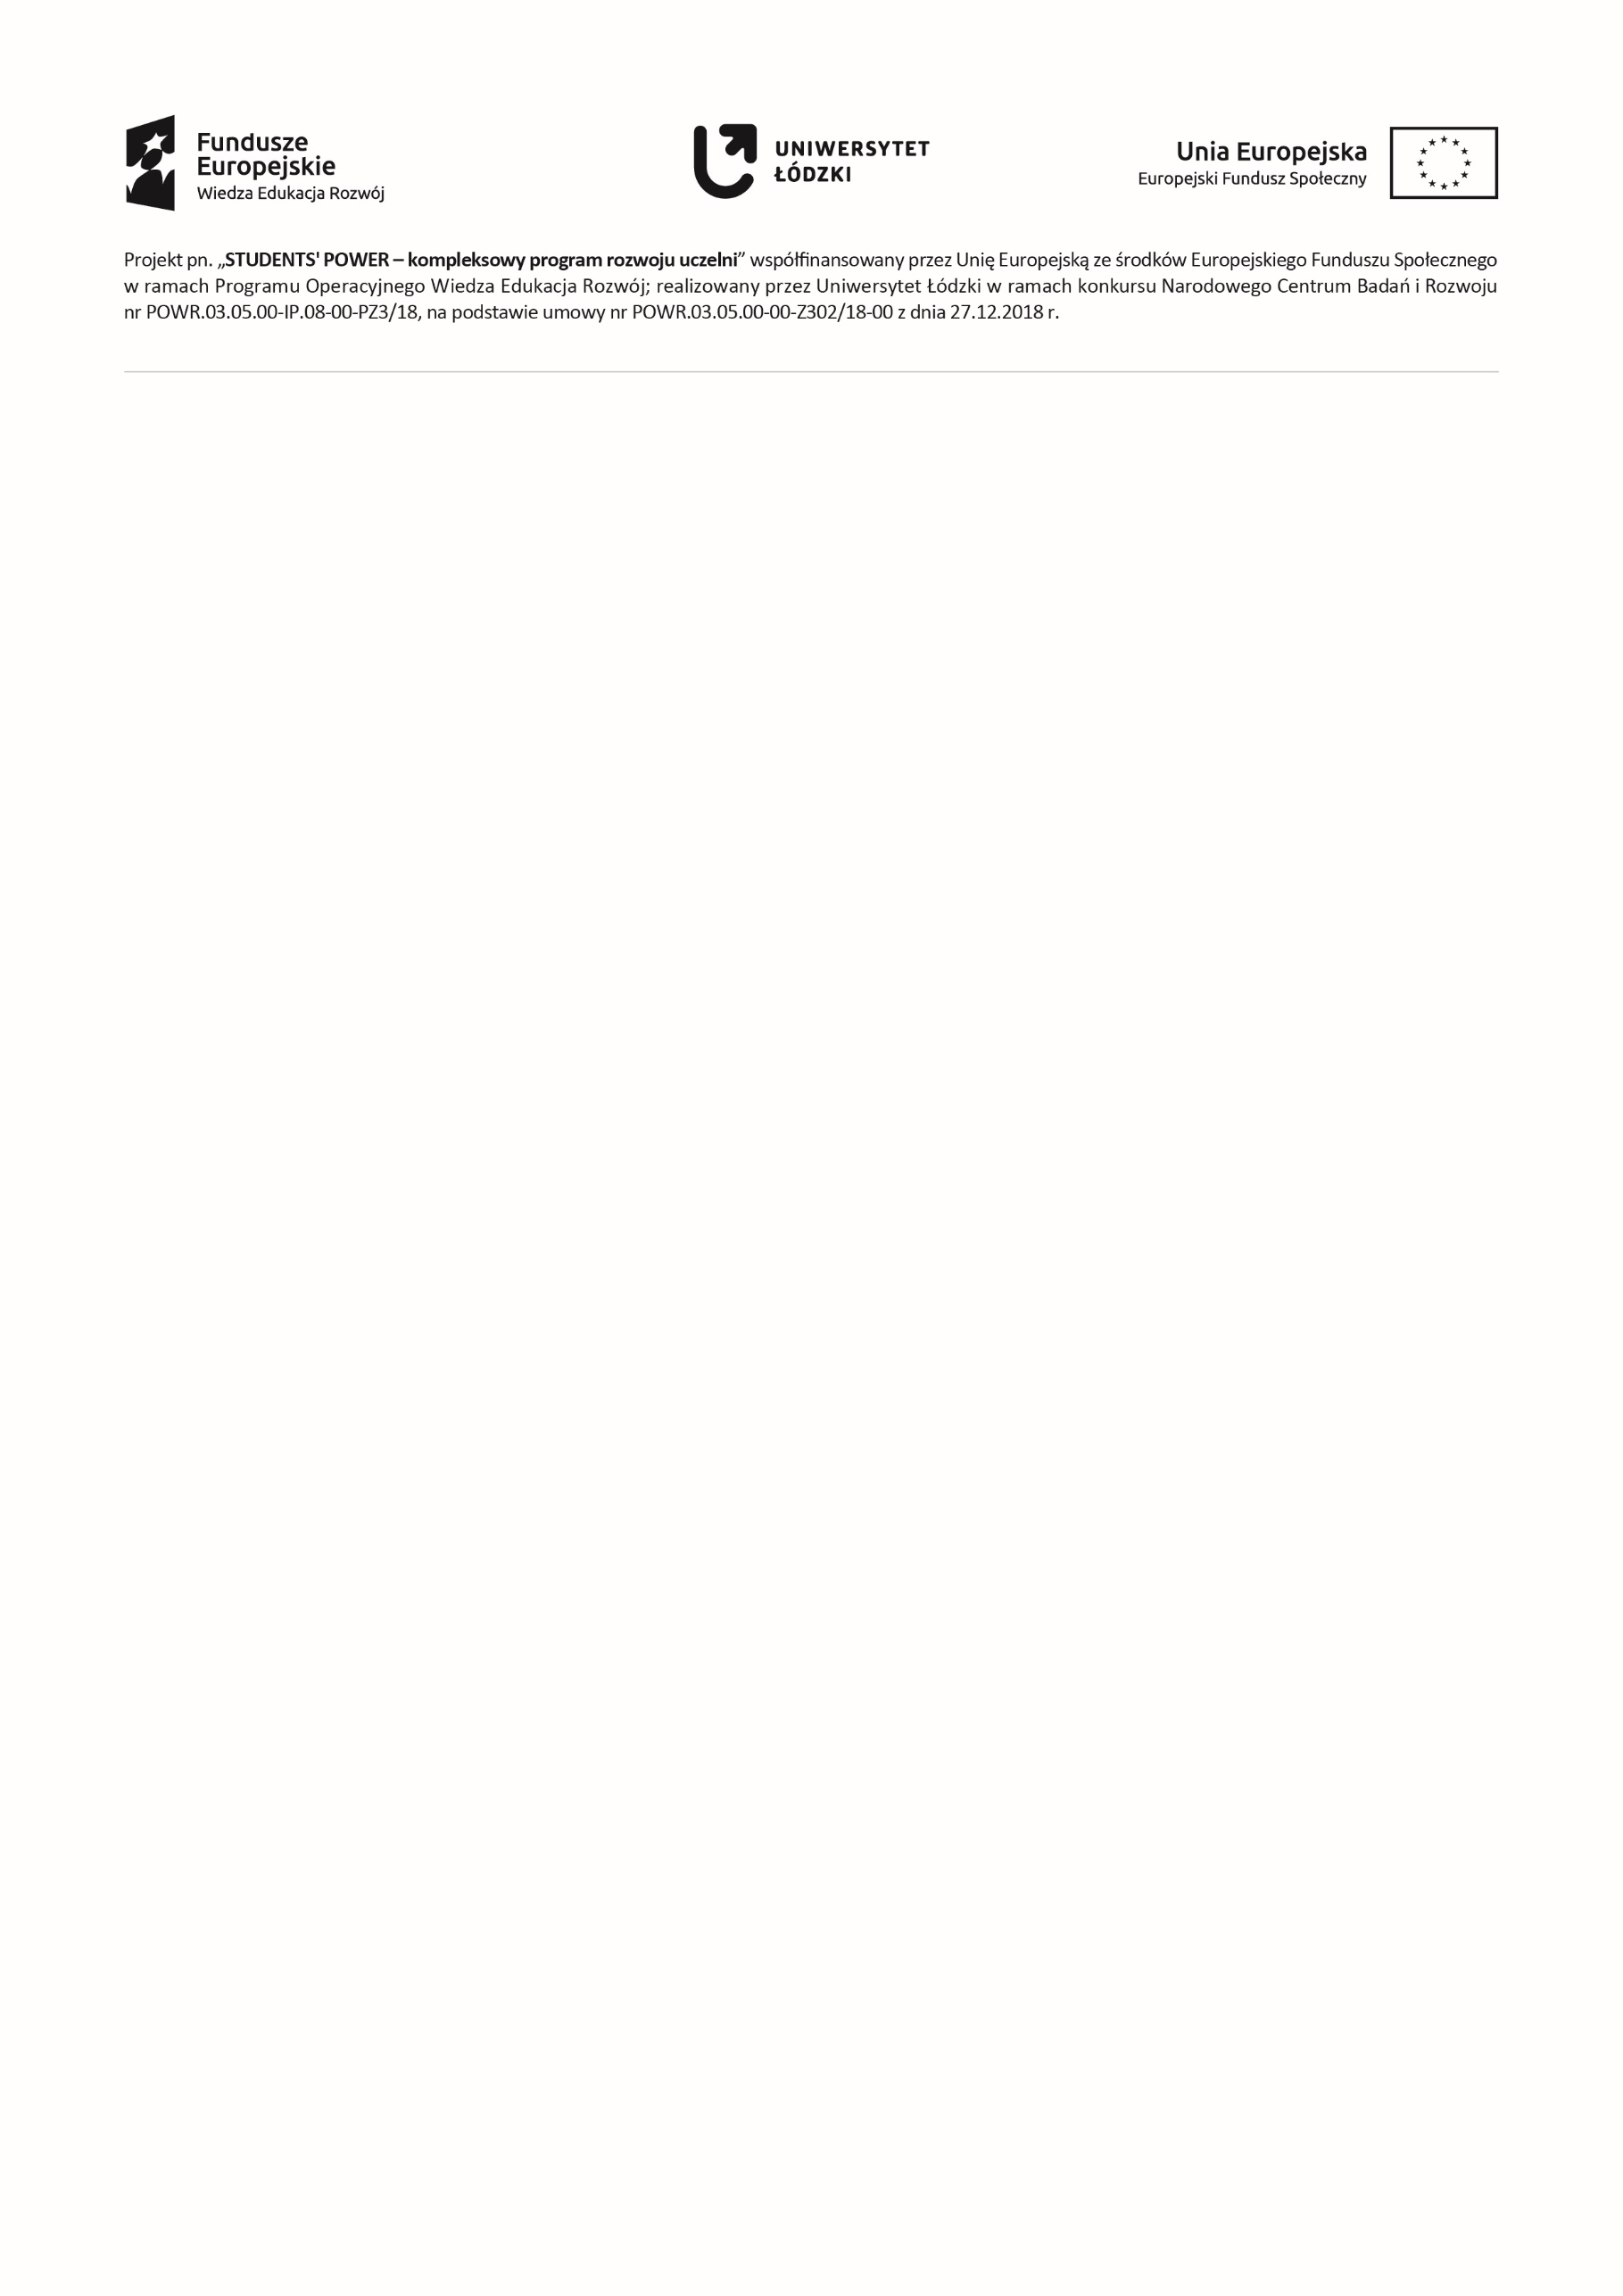 Fundusze
Europejskie
Wiedza Edukacja Rozwój
UNIWERSYTET
ŁÓDZKI
Unia Europejska
Europejski Fundusz Społeczny
Projekt pn. „STUDENTS' POWER – kompleksowy program rozwoju uczelni” współfinansowany przez Unię Europejską ze środków Europejskiego Funduszu Społecznego
w ramach Programu Operacyjnego Wiedza Edukacja Rozwój; realizowany przez Uniwersytet Łódzki w ramach konkursu Narodowego Centrum Badań i Rozwoju
nr POWR.03.05.00-IP.08-00-PZ3/18, na podstawie umowy nr POWR.03.05.00-00-Z302/18-00 z dnia 27.12.2018 r.